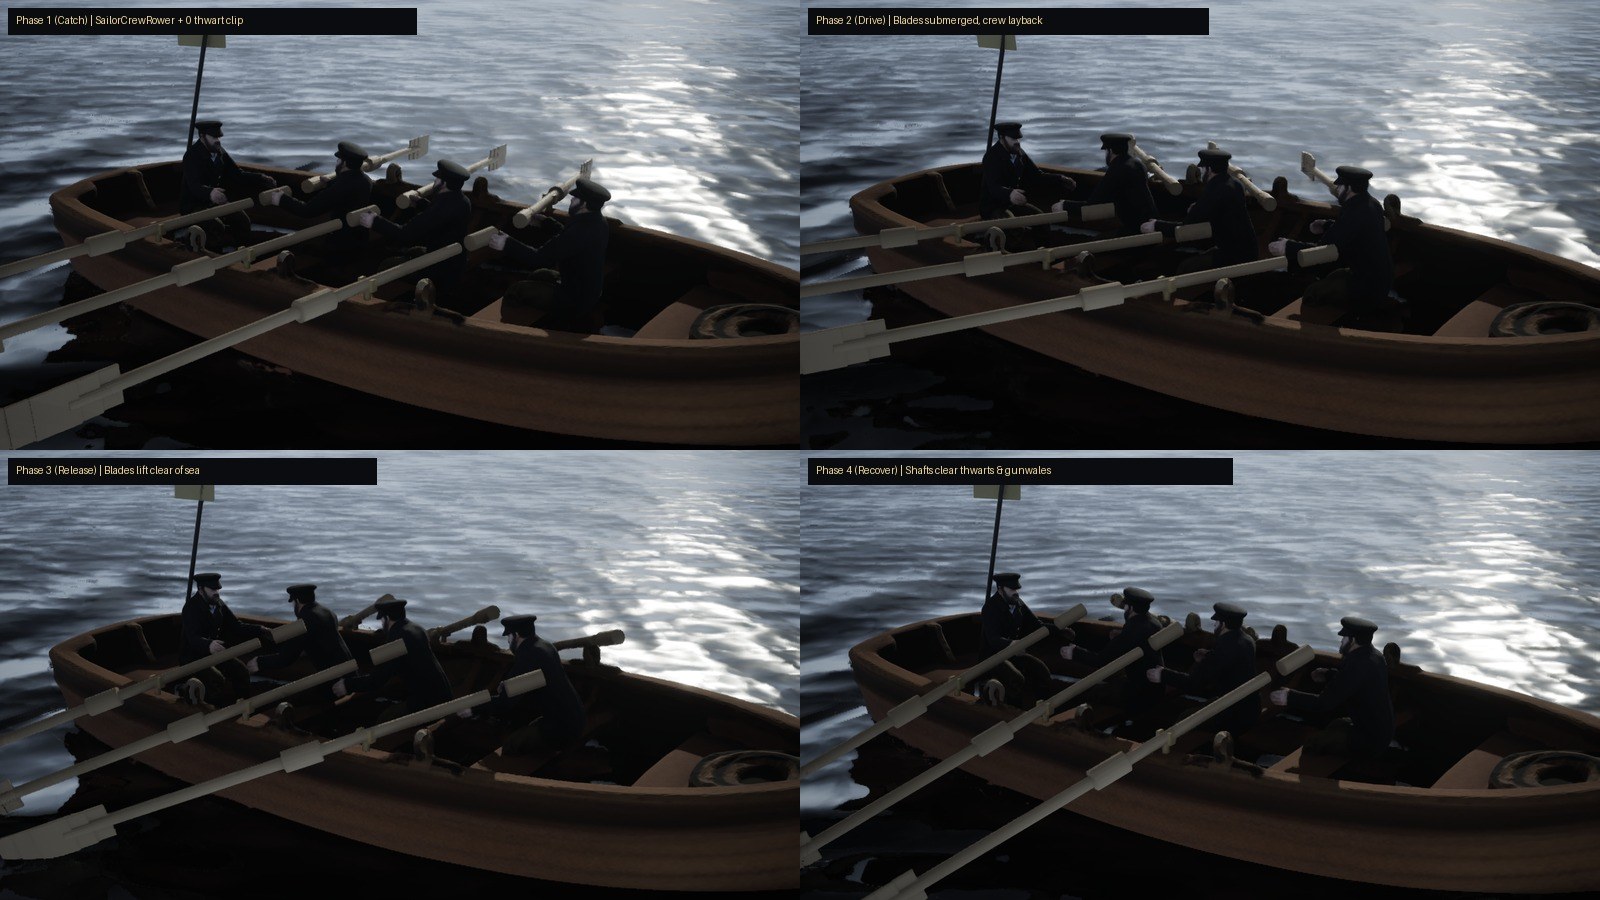 Phase 1 (Catch) | SailorCrewRower + 0 thwart clip
Phase 2 (Drive) | Blades submerged, crew layback
Phase 3 (Release) | Blades lift clear of sea
Phase 4 (Recover) | Shafts clear thwarts & gunwales